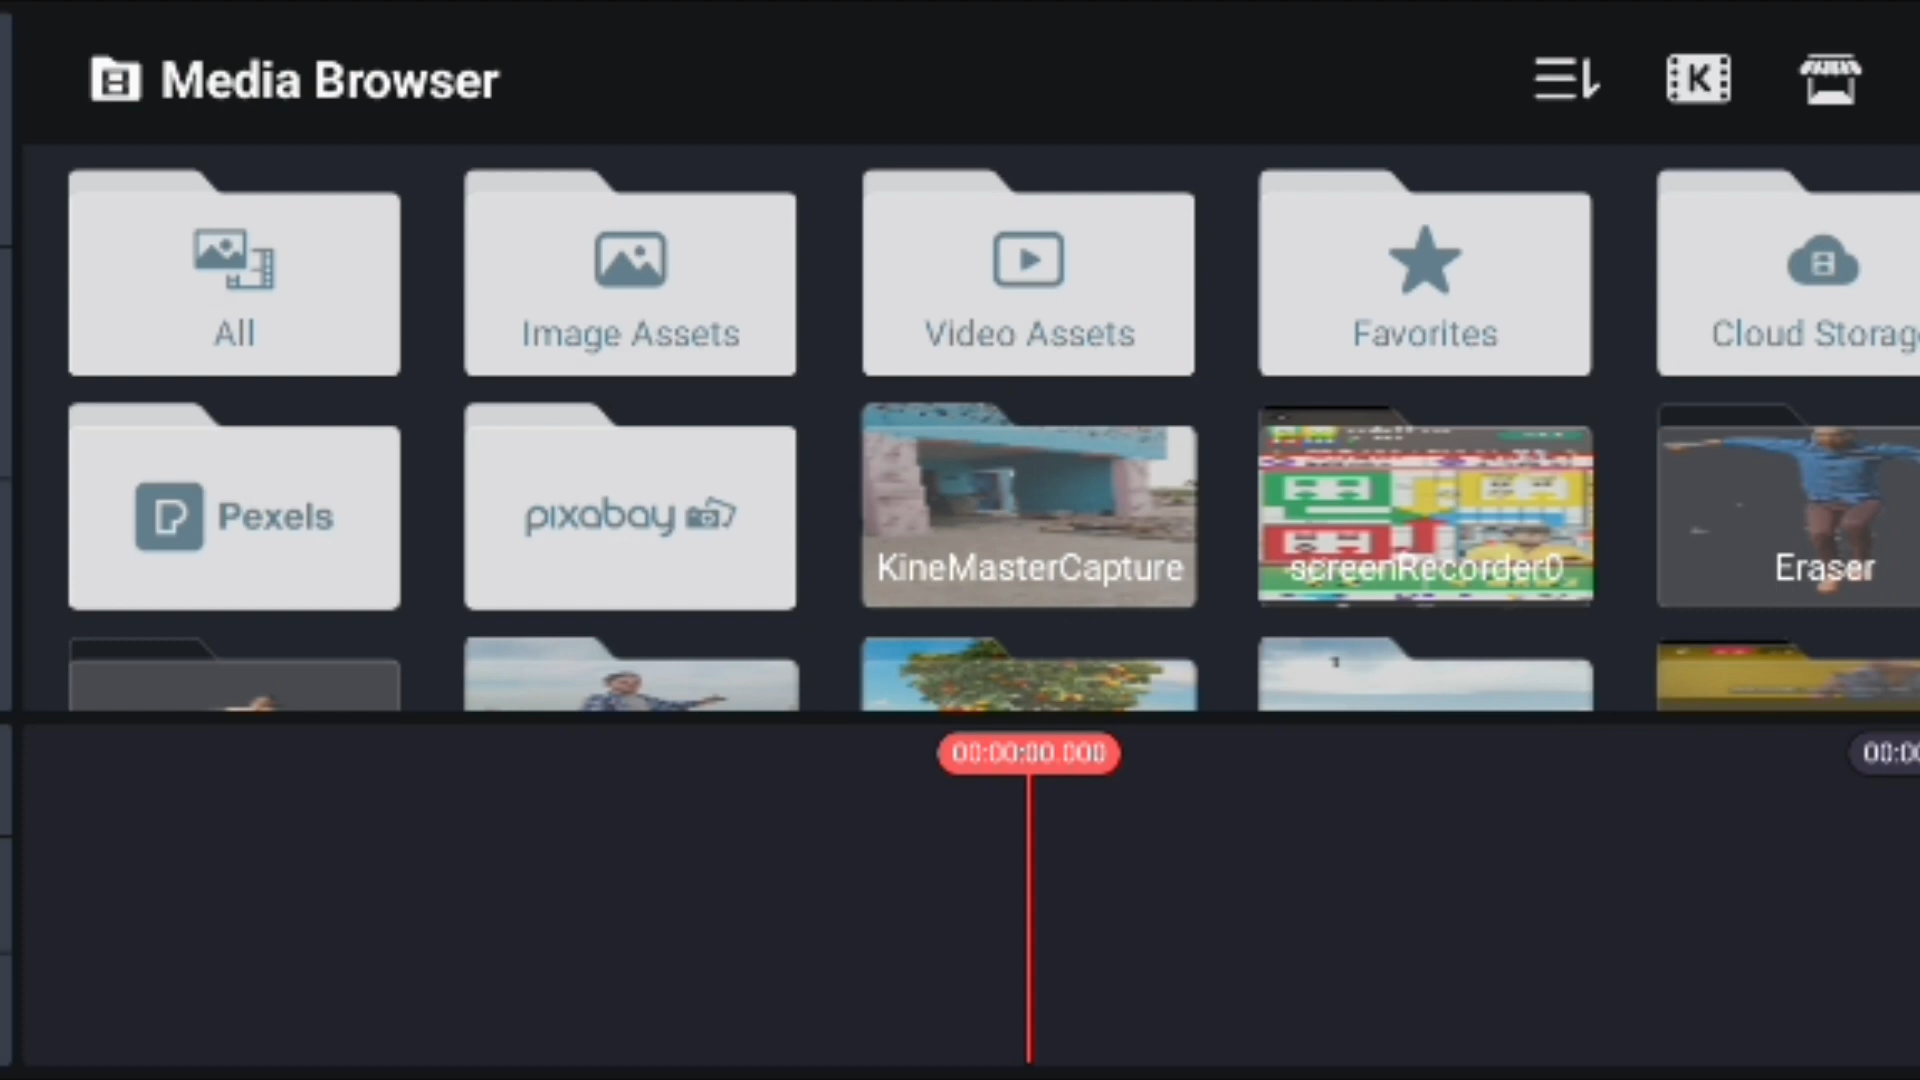 Media Browser
K
All
Image Assets
Video Assets
Favorites
Cloud Storag
Pexels
pixabay
KineMasterCapture
screenRecorder0
Eraser
00:00:00.000
00:00